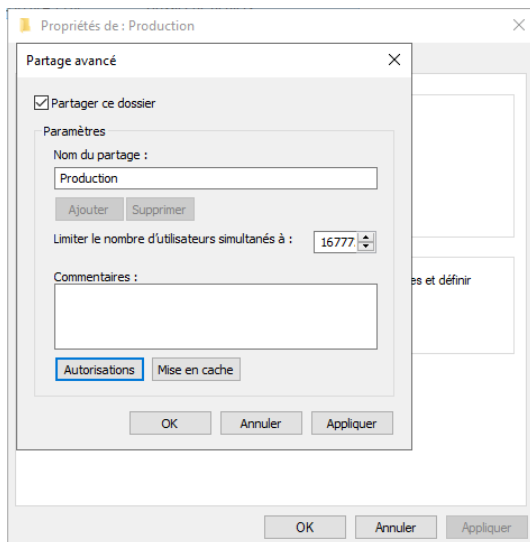 Propriétés de : Production
Partage avancé
Partager ce dossier
Paramètres
Nom du partage :
Production
Ajouter Supprimer
Limiter le nombre d'utilisateurs simultanés à :
16777
Commentaires :
es et définir
Autorisations Mise en cache
OK Annuler Appliquer
OK Annuler Appliquer